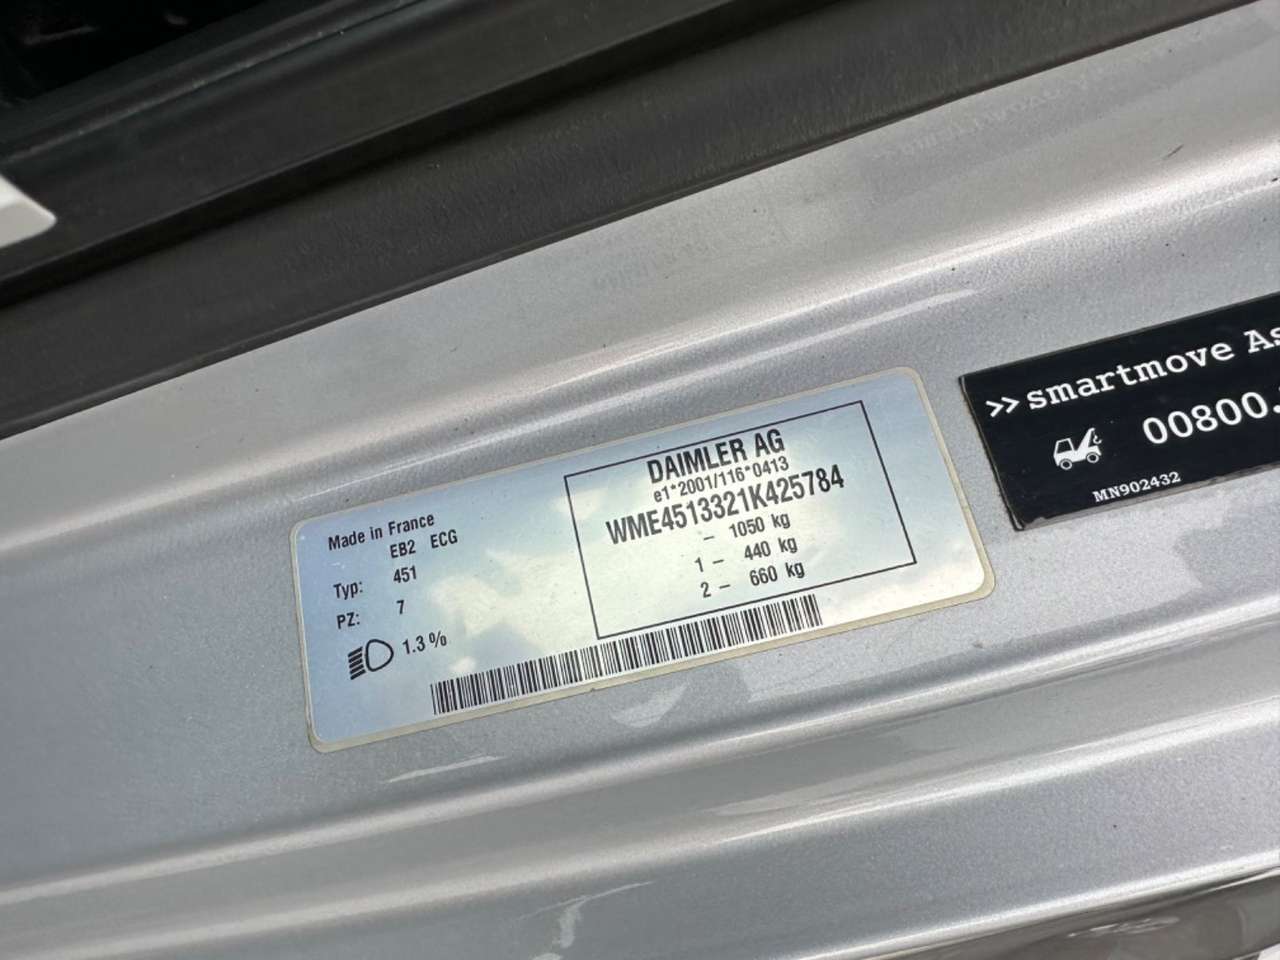 Made in France
EB2 ECG
Typ: 451
PZ: 7
1.3 %
DAIMLER AG
e1*2001/116*0413
WME4513321K425784
– 1050 kg
1 – 440 kg
2 – 660 kg
>> smartmove As
00800.
MN902432